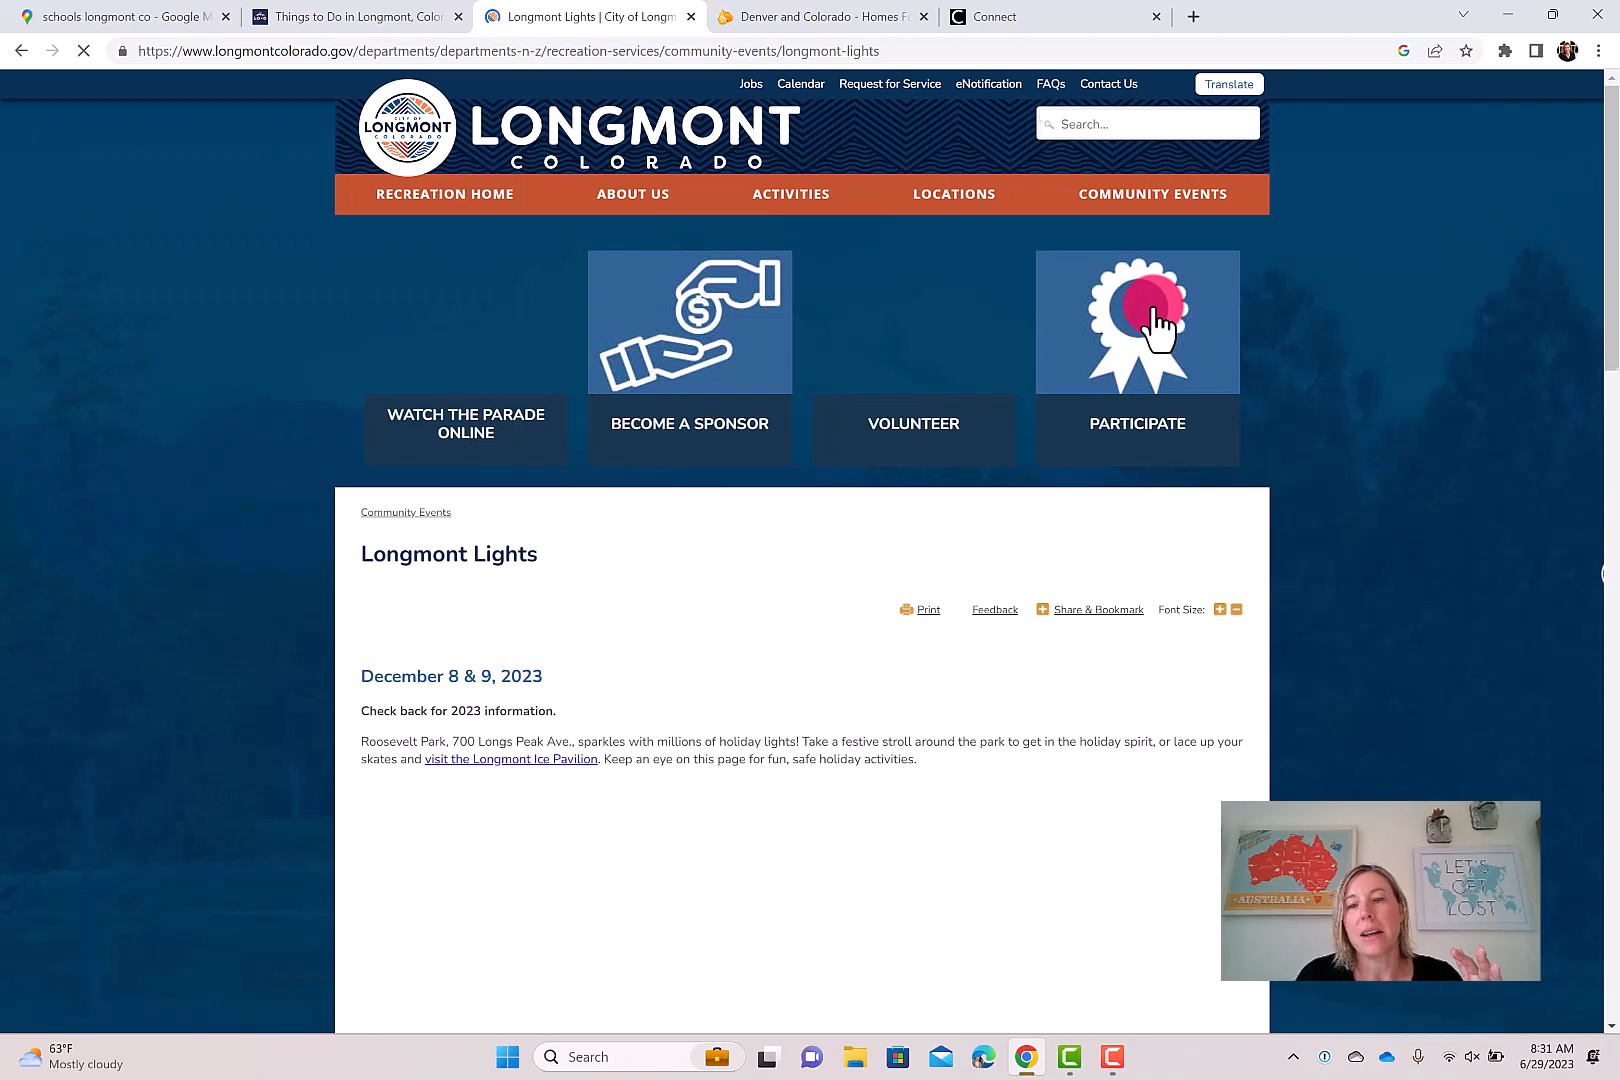 schools longmont co - Google M
Things to Do in Longmont, Color
Longmont Lights | City of Longm
Denver and Colorado - Homes Fo
Connect
https://www.longmontcolorado.gov/departments/departments-n-z/recreation-services/community-events/longmont-lights
Jobs
Calendar
Request for Service
eNotification
FAQs
Contact Us
Translate
CITY OF
LONGMONT
COLORADO
LONGMONT
COLORADO
Search...
RECREATION HOME
ABOUT US
ACTIVITIES
LOCATIONS
COMMUNITY EVENTS
$
WATCH THE PARADE
ONLINE
BECOME A SPONSOR
VOLUNTEER
PARTICIPATE
Community Events
Longmont Lights
Print
Feedback
Share & Bookmark
Font Size:
December 8 & 9, 2023
Check back for 2023 information.
Roosevelt Park, 700 Longs Peak Ave., sparkles with millions of holiday lights! Take a festive stroll around the park to get in the holiday spirit, or lace up your
skates and visit the Longmont Ice Pavilion. Keep an eye on this page for fun, safe holiday activities.
AUSTRALIA
LET'S
GET
LOST
63°F
Mostly cloudy
Search
8:31 AM
6/29/2023